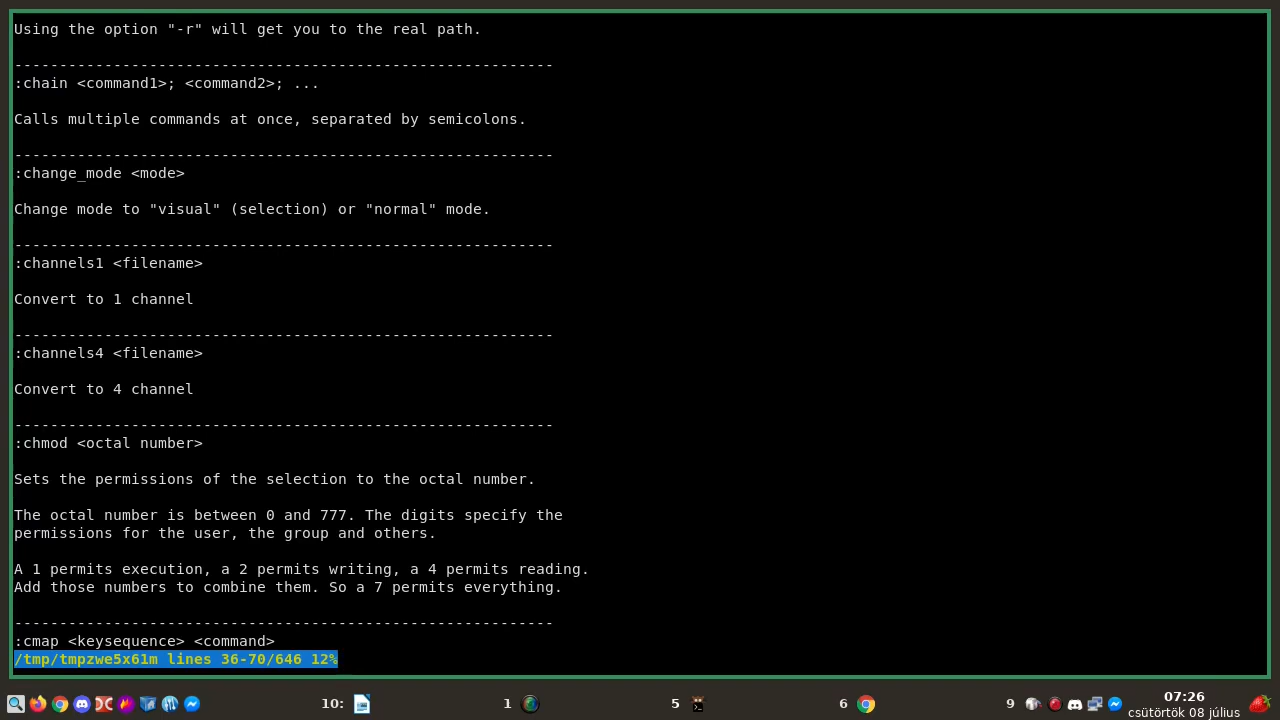 Using the option "-r" will get you to the real path.
------------------------------------------------------------
:chain <command1>; <command2>; ...
Calls multiple commands at once, separated by semicolons.
------------------------------------------------------------
:change_mode <mode>
Change mode to "visual" (selection) or "normal" mode.
------------------------------------------------------------
:channels1 <filename>
Convert to 1 channel
------------------------------------------------------------
:channels4 <filename>
Convert to 4 channel
------------------------------------------------------------
:chmod <octal number>
Sets the permissions of the selection to the octal number.
The octal number is between 0 and 777. The digits specify the
permissions for the user, the group and others.
A 1 permits execution, a 2 permits writing, a 4 permits reading.
Add those numbers to combine them. So a 7 permits everything.
------------------------------------------------------------
:cmap <keysequence> <command>
/tmp/tmpzwe5x61m lines 36-70/646 12%
10: 1 5 6 9 07:26
csütörtök 08 július